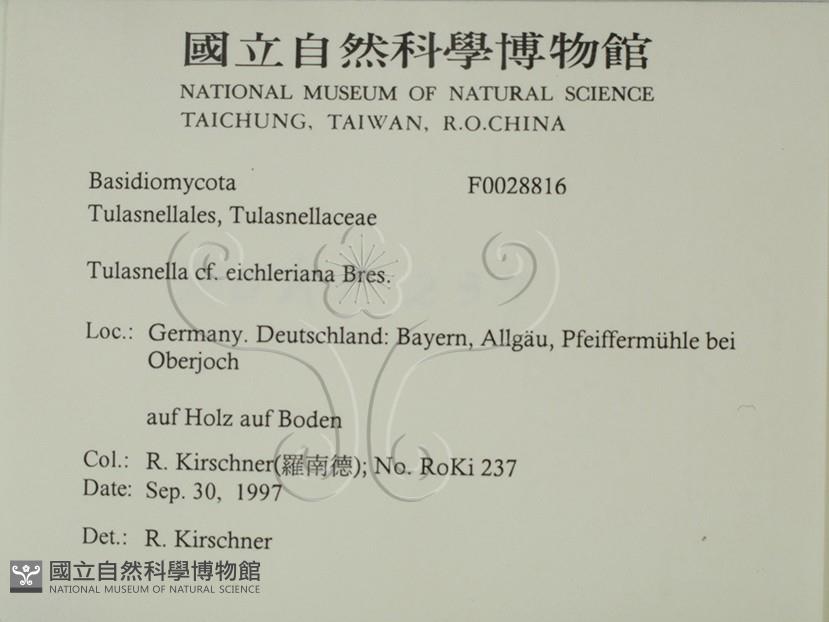 國立自然科學博物館
NATIONAL MUSEUM OF NATURAL SCIENCE
TAICHUNG, TAIWAN, R.O.CHINA
Basidiomycota F0028816
Tulasnellales, Tulasnellaceae
Tulasnella cf. eichleriana Bres.
Loc.: Germany. Deutschland: Bayern, Allgäu, Pfeiffermühle bei
Oberjoch
auf Holz auf Boden
Col.: R. Kirschner(羅南德); No. RoKi 237
Date: Sep. 30, 1997
Det.: R. Kirschner
國立自然科學博物館
NATIONAL MUSEUM OF NATURAL SCIENCE